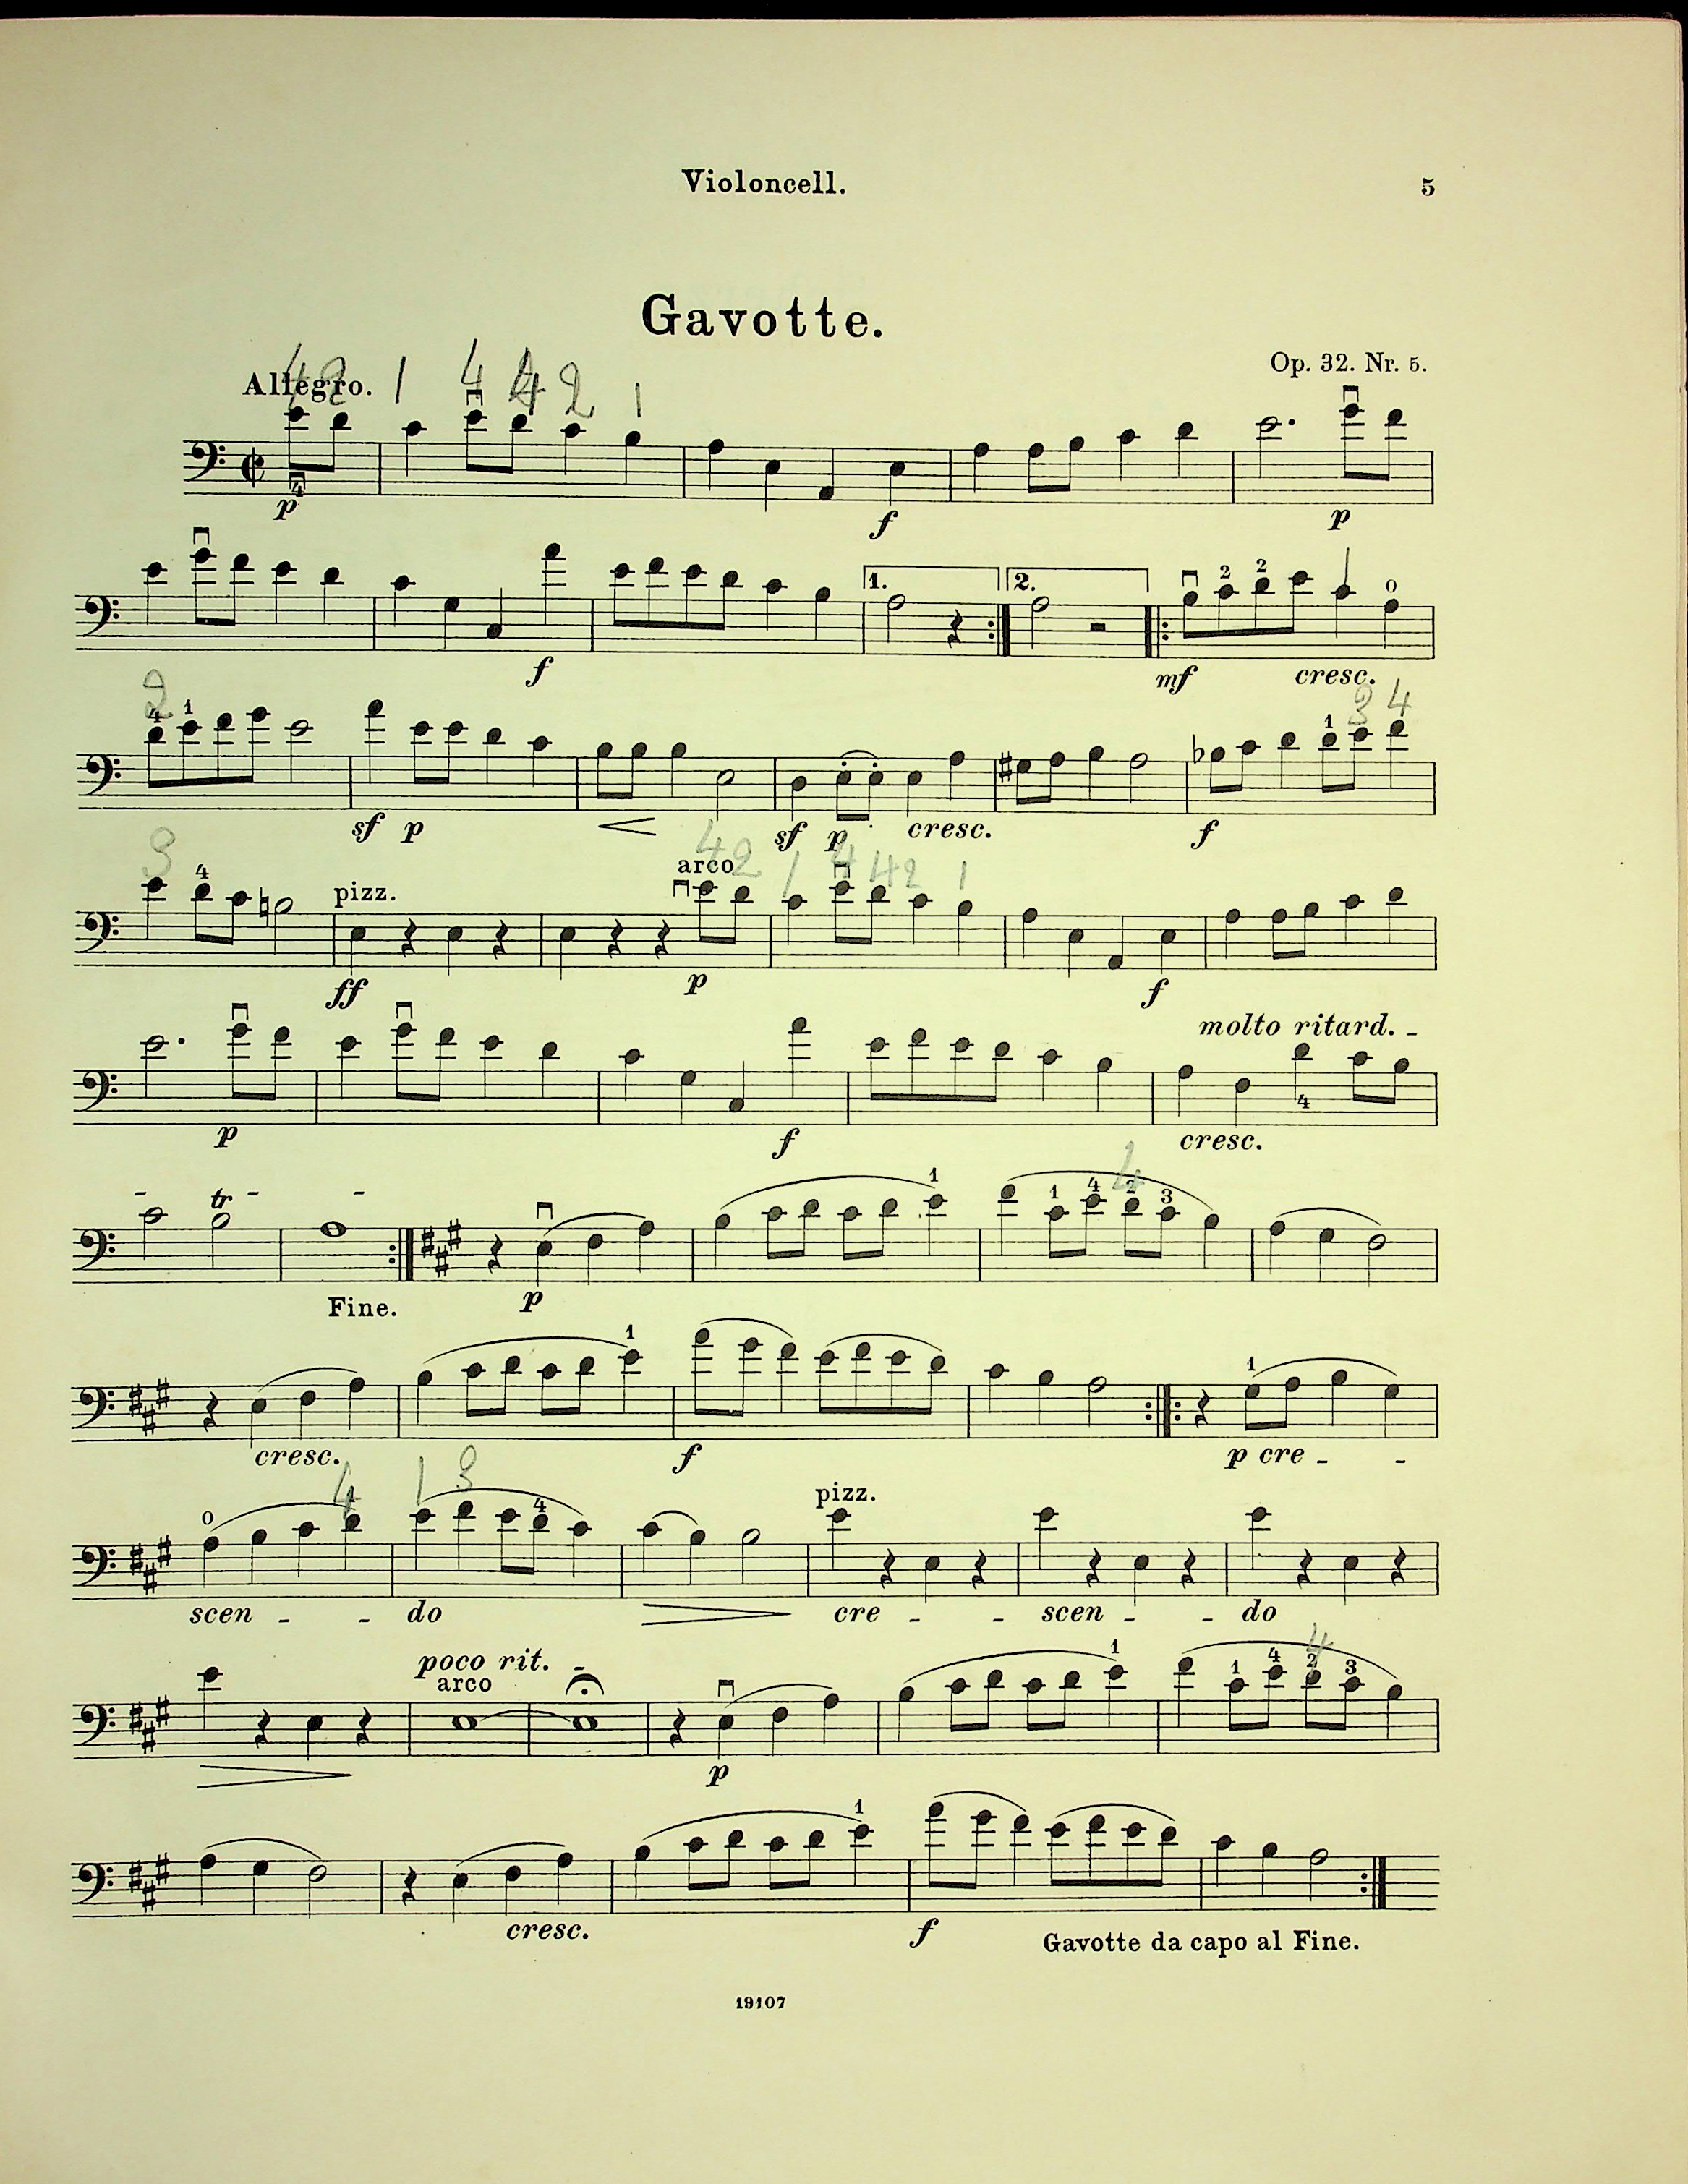 Violoncell.
5
Gavotte.
Op. 32. Nr. 5.
4 2 1 4 4 2 1
Allegro.
4
p f p
1. 2. 2 2 0
f mf cresc.
2 3 4
4 1 1
sf p sf p cresc. f
3 4 2 1 4 4 2 1
4 pizz. arco
ff p f
molto ritard. -
4
p f cresc.
- tr - -
4
1 1 4 2 3
Fine. p
1 1
cresc. f p cre - -
4 1 3
0 4 pizz.
scen - - do cre - - scen - - do
poco rit. -
arco
4
1 1 4 2 3
p
1
cresc. f
Gavotte da capo al Fine.
19107